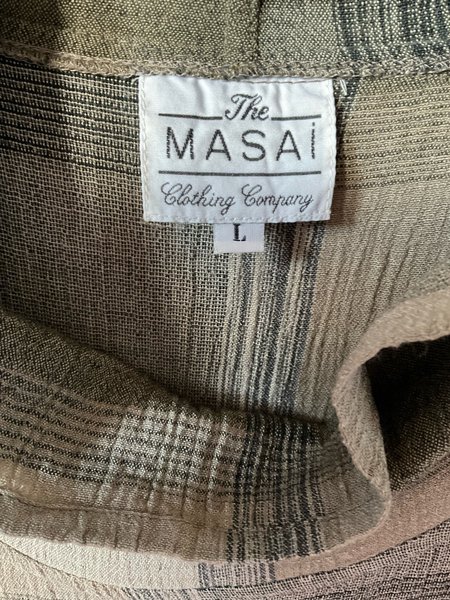 The
MASAi
Clothing Company
L